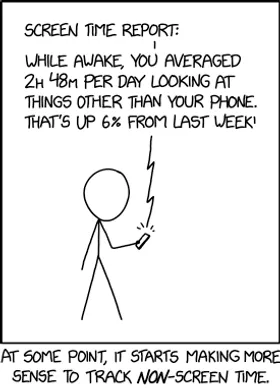 SCREEN TIME REPORT:
WHILE AWAKE, YOU AVERAGED
2H 48M PER DAY LOOKING AT
THINGS OTHER THAN YOUR PHONE.
THAT'S UP 6% FROM LAST WEEK!
AT SOME POINT, IT STARTS MAKING MORE
SENSE TO TRACK NON-SCREEN TIME.